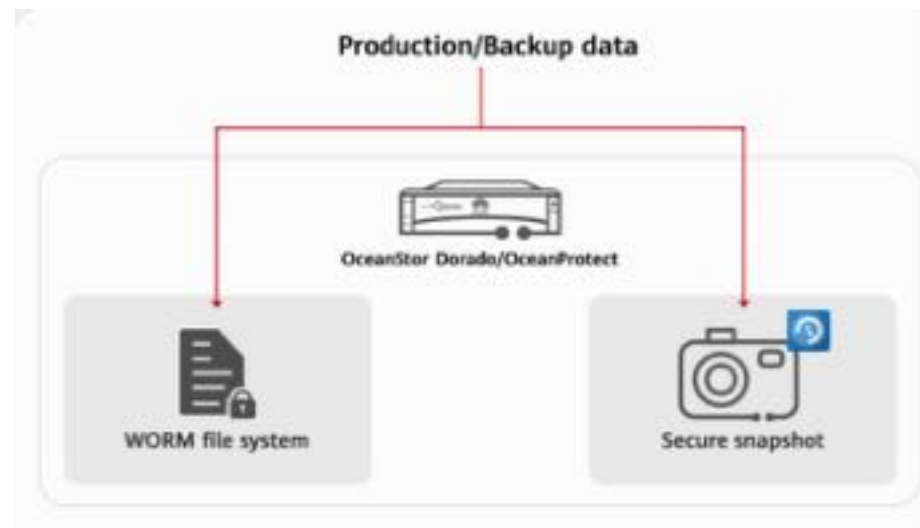 Production/Backup data
OceanStor Dorado/OceanProtect
WORM file system
Secure snapshot